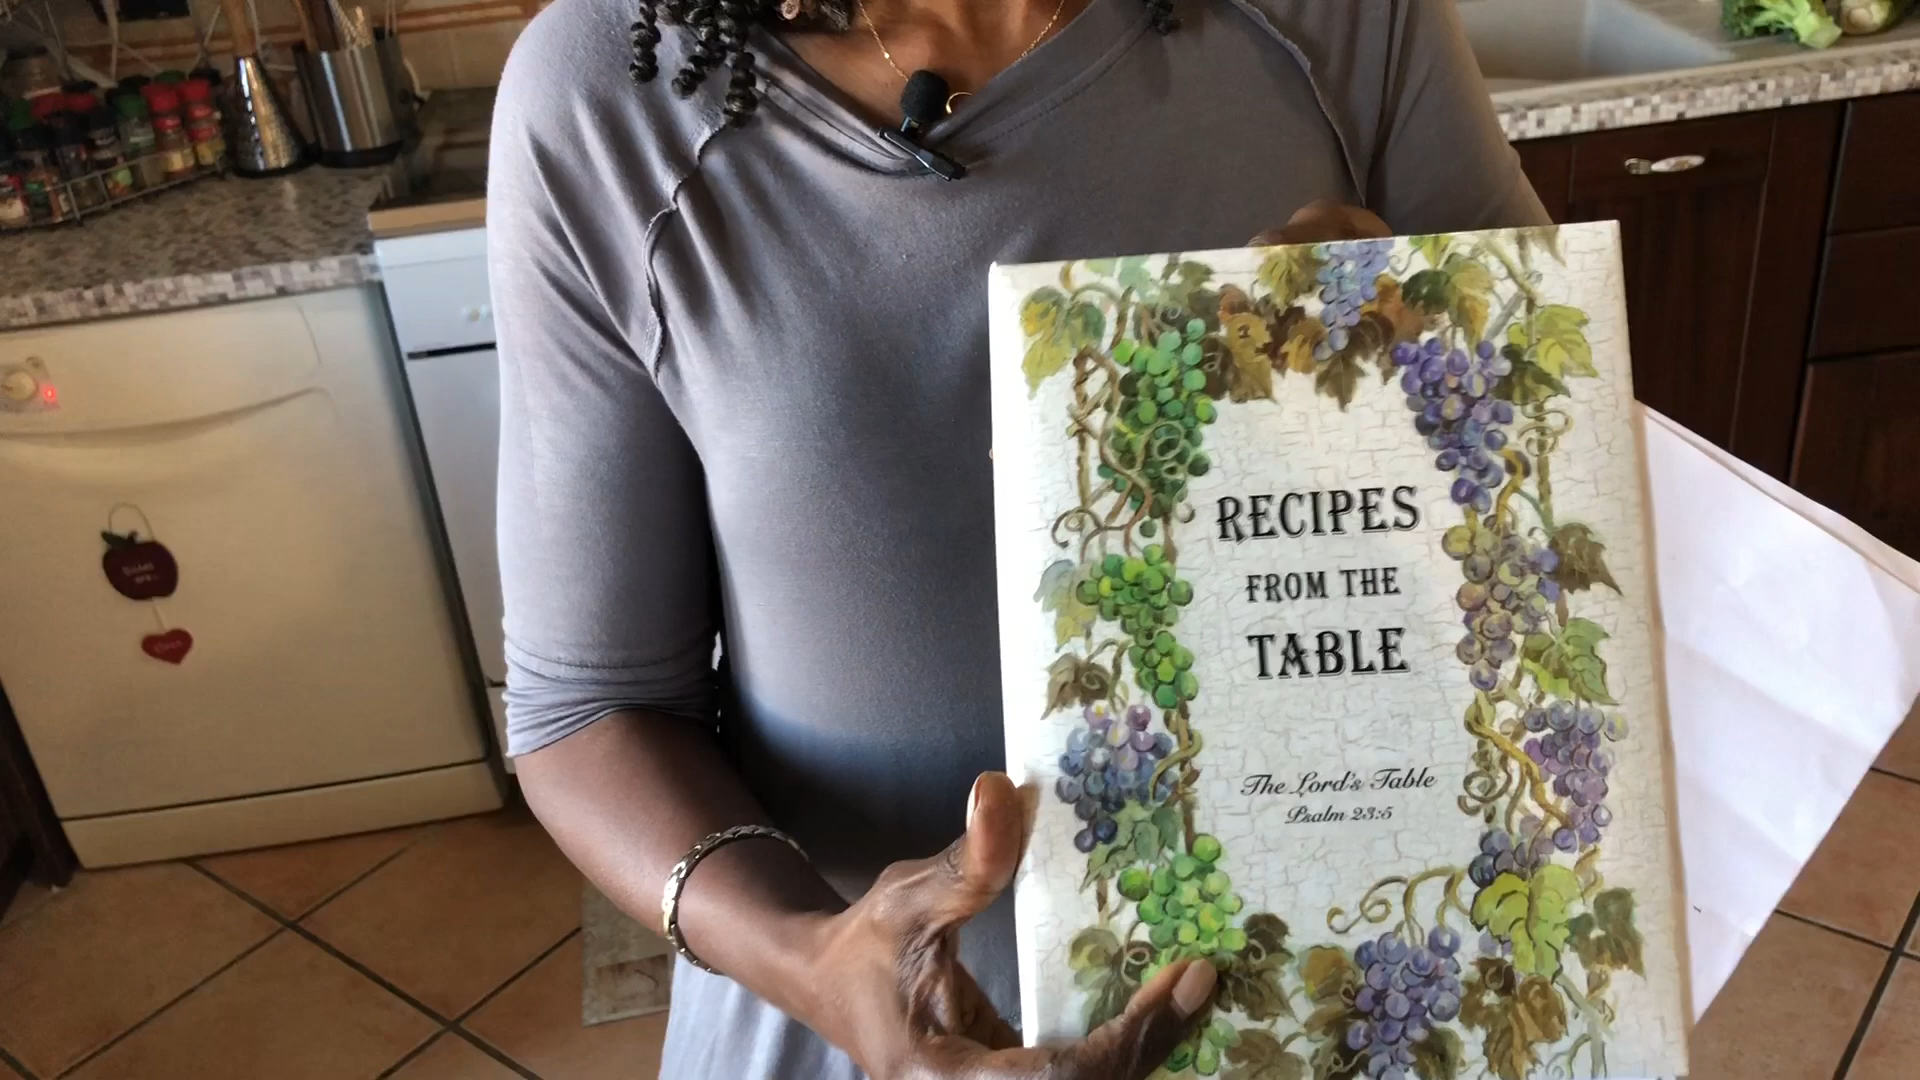 RECIPES
FROM THE
TABLE
The Lord's Table
Psalm 23:5